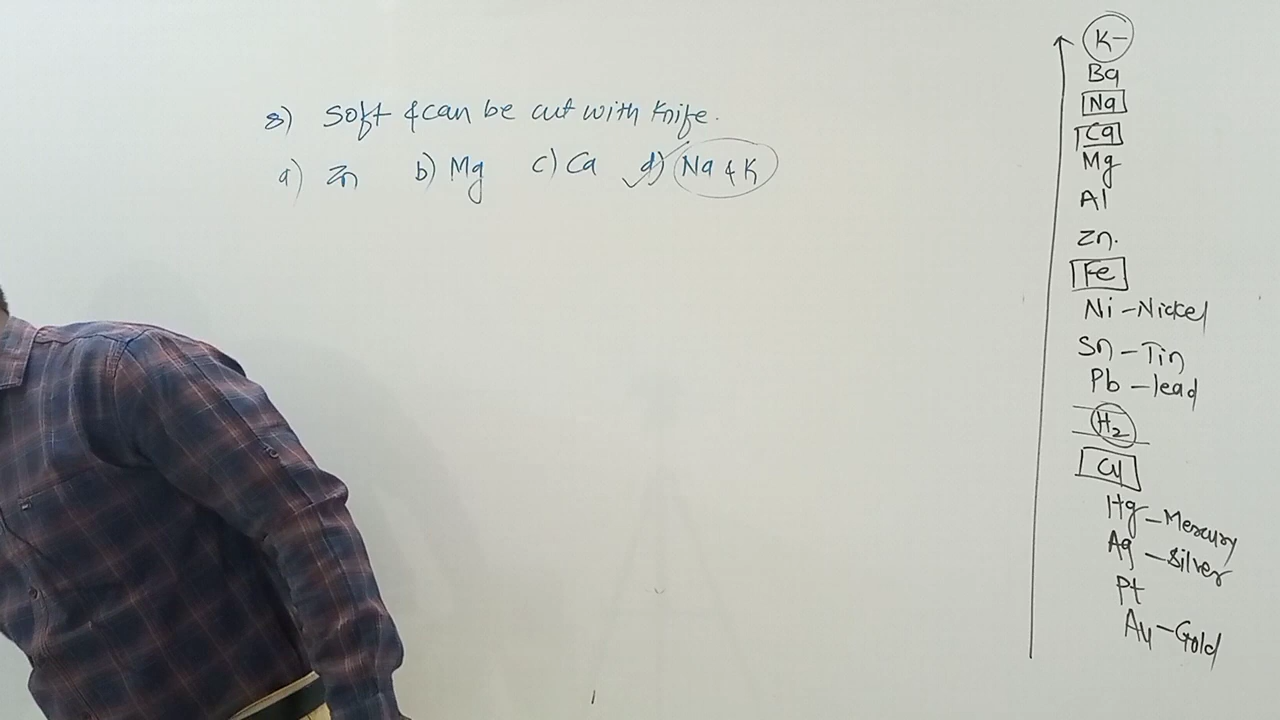 8) Soft & can be cut with Knife.
a) Zn b) Mg c) Ca d) Na & K
K
Ba
Na
Ca
Mg
Al
Zn.
Fe
Ni - Nickel
Sn - Tin
Pb - lead
H₂
Cu
Hg - Mercury
Ag - Silver
Pt
Au - Gold